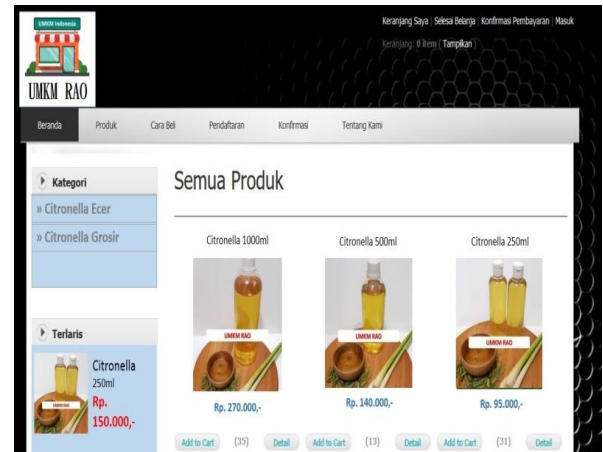 UMKM Indonesia
UMKM RAO
Keranjang Saya | Selesai Belanja | Konfirmasi Pembayaran | Masuk
Keranjang: 0 item ( Tampilkan )
Beranda Produk Cara Beli Pendaftaran Konfirmasi Tentang Kami
Kategori
» Citronella Ecer
» Citronella Grosir
Terlaris
UMKM RAO
Citronella
250ml
Rp.
150.000,-
Semua Produk
Citronella 1000ml
UMKM RAO
Rp. 270.000,-
Add to Cart (35) Detail
Citronella 500ml
UMKM RAO
Rp. 140.000,-
Add to Cart (13) Detail
Citronella 250ml
UMKM RAO
Rp. 95.000,-
Add to Cart (31) Detail